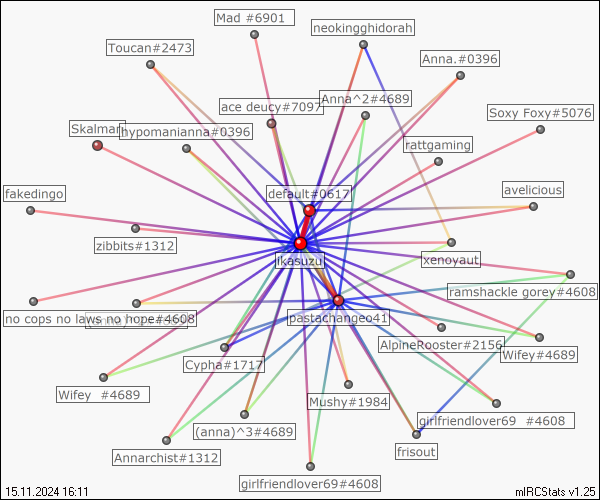 Mad #6901
neokingghidorah
Toucan#2473
Anna.#0396
ace deucy#7097
Anna^2#4689
Soxy Foxy#5076
Skalman
hypomanianna#0396
rattgaming
default#0617
avelicious
fakedingo
zibbits#1312
ikasuzu
xenoyaut
ramshackle gorey#4608
no cops no laws no hope#4608
pastachangeo41
AlpineRooster#2156
Wifey#4689
Cypha#1717
Wifey #4689
Mushy#1984
girlfriendlover69 #4608
(anna)^3#4689
Annarchist#1312
frisout
girlfriendlover69#4608
15.11.2024 16:11
mIRCStats v1.25